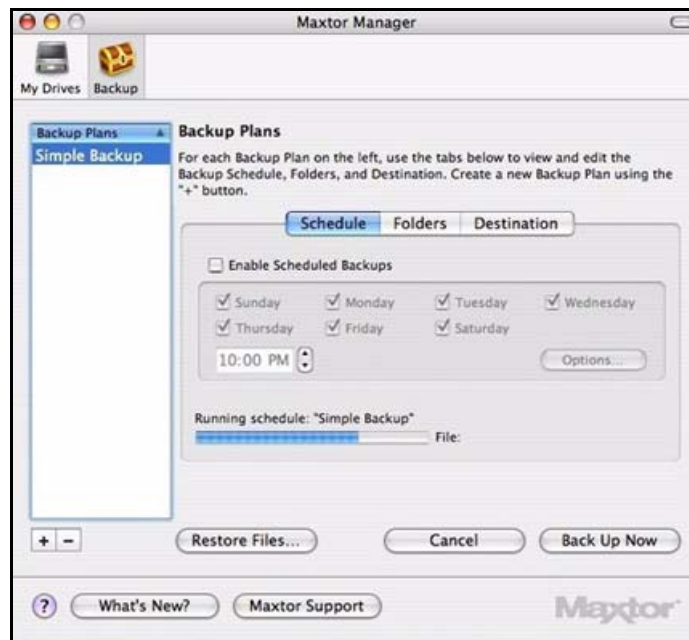 Maxtor Manager
My Drives
Backup
Backup Plans
Simple Backup
Backup Plans
For each Backup Plan on the left, use the tabs below to view and edit the
Backup Schedule, Folders, and Destination. Create a new Backup Plan using the
"+" button.
Schedule
Folders
Destination
Enable Scheduled Backups
Sunday
Monday
Tuesday
Wednesday
Thursday
Friday
Saturday
10:00 PM
Options...
Running schedule: "Simple Backup"
File:
+ −
Restore Files...
Cancel
Back Up Now
?
What's New?
Maxtor Support
Maxtor